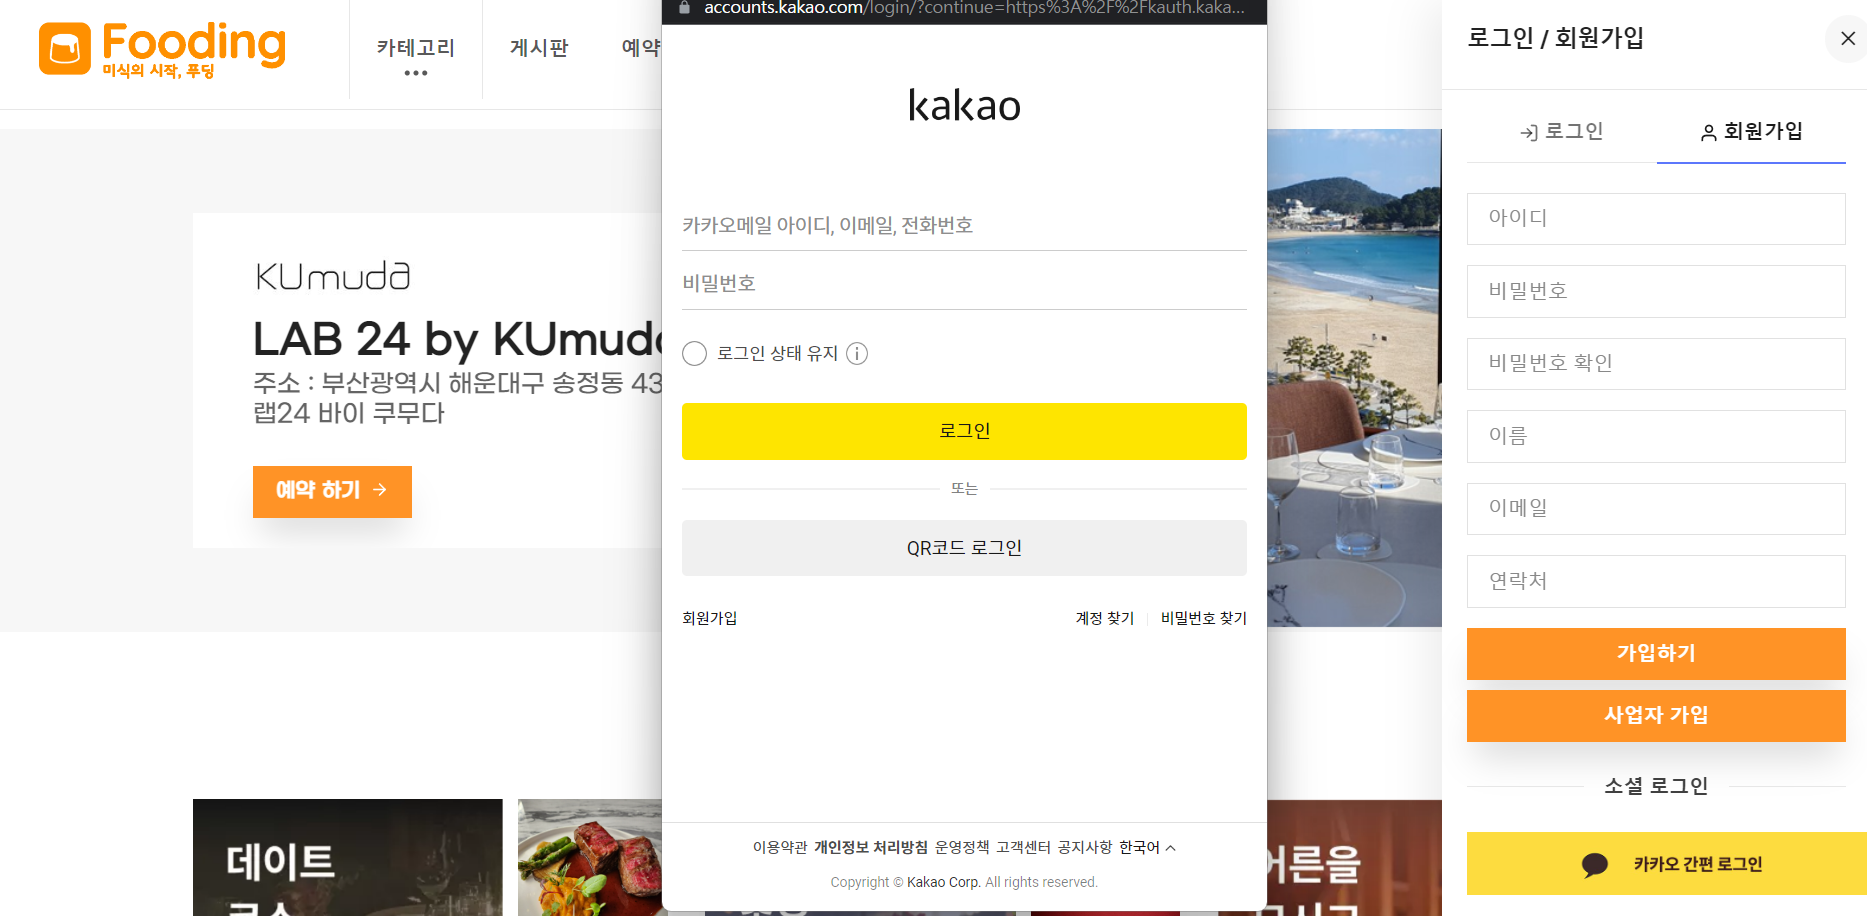 Fooding
미식의 시작, 푸딩
카테고리
게시판
예약
KUmuda
LAB 24 by KUmuda
주소 : 부산광역시 해운대구 송정동 43
랩24 바이 쿠무다
예약 하기
데이트
코스
accounts.kakao.com/login/?continue=https%3A%2F%2Fkauth.kaka...
kakao
카카오메일 아이디, 이메일, 전화번호
비밀번호
로그인 상태 유지
로그인
또는
QR코드 로그인
회원가입
계정 찾기
비밀번호 찾기
이용약관 개인정보 처리방침 운영정책 고객센터 공지사항 한국어
Copyright © Kakao Corp. All rights reserved.
어른을
모시고
로그인 / 회원가입
로그인
회원가입
아이디
비밀번호
비밀번호 확인
이름
이메일
연락처
가입하기
사업자 가입
소셜 로그인
카카오 간편 로그인